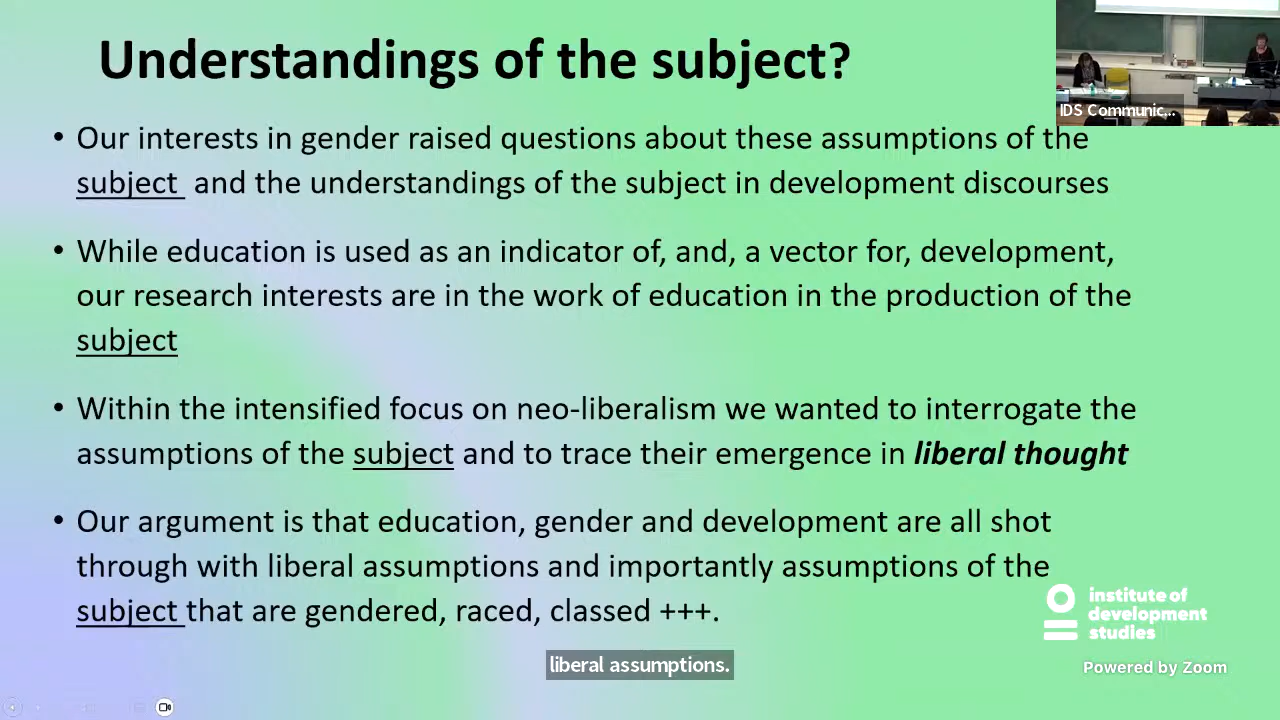 Understandings of the subject?
IDS Communic...
• Our interests in gender raised questions about these assumptions of the
subject and the understandings of the subject in development discourses
• While education is used as an indicator of, and, a vector for, development,
our research interests are in the work of education in the production of the
subject
• Within the intensified focus on neo-liberalism we wanted to interrogate the
assumptions of the subject and to trace their emergence in liberal thought
• Our argument is that education, gender and development are all shot
through with liberal assumptions and importantly assumptions of the
subject that are gendered, raced, classed +++.
institute of
development
studies
liberal assumptions.
Powered by Zoom